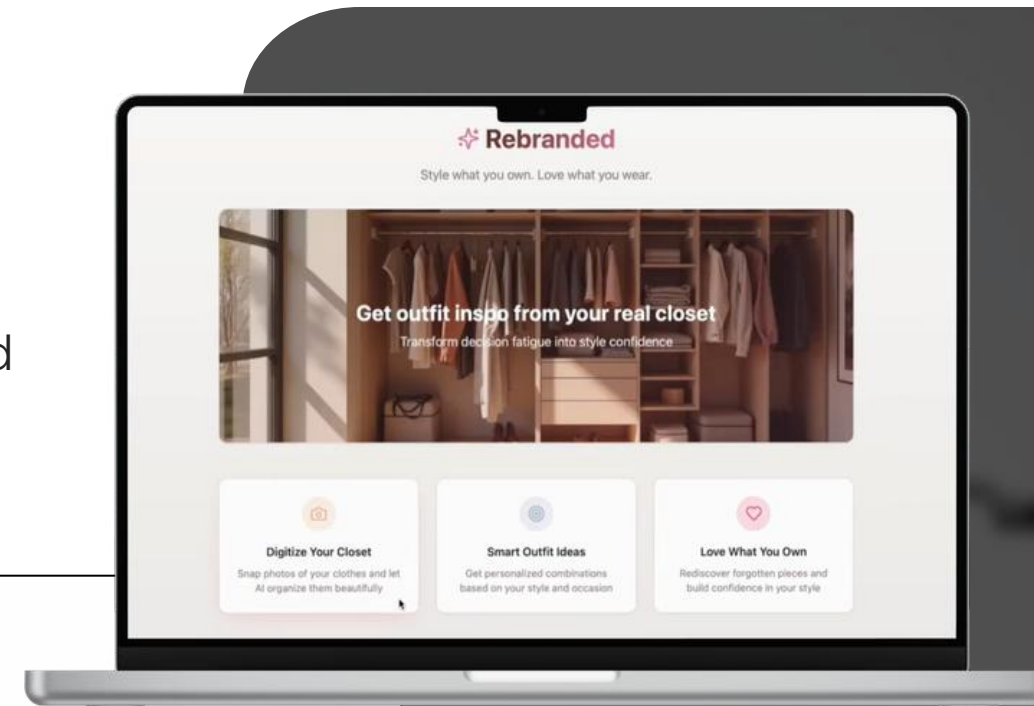 Rebranded
Style what you own. Love what you wear.
Get outfit inspo from your real closet
Transform decision fatigue into style confidence
Digitize Your Closet
Snap photos of your clothes and let
AI organize them beautifully
Smart Outfit Ideas
Get personalized combinations
based on your style and occasion
Love What You Own
Rediscover forgotten pieces and
build confidence in your style